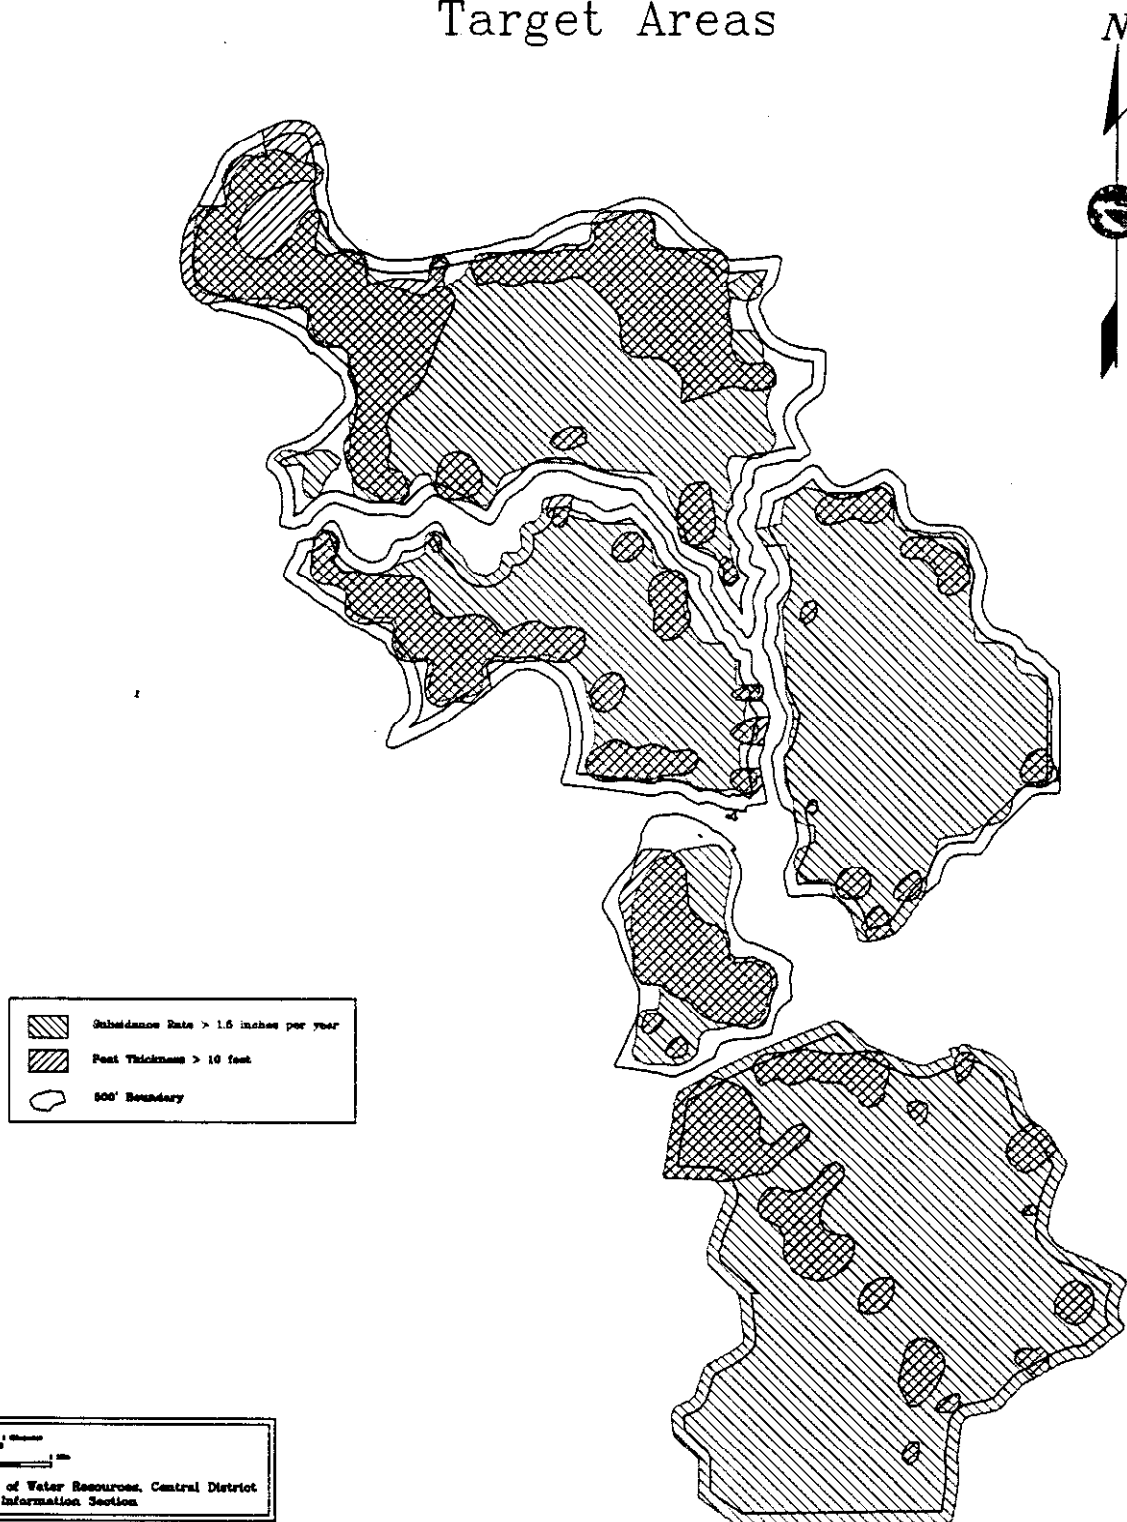 Target Areas
N
Subsidence Rate > 1.5 inches per year
Peat Thickness > 10 feet
500' Boundary
of Water Resources, Central District
Information Section